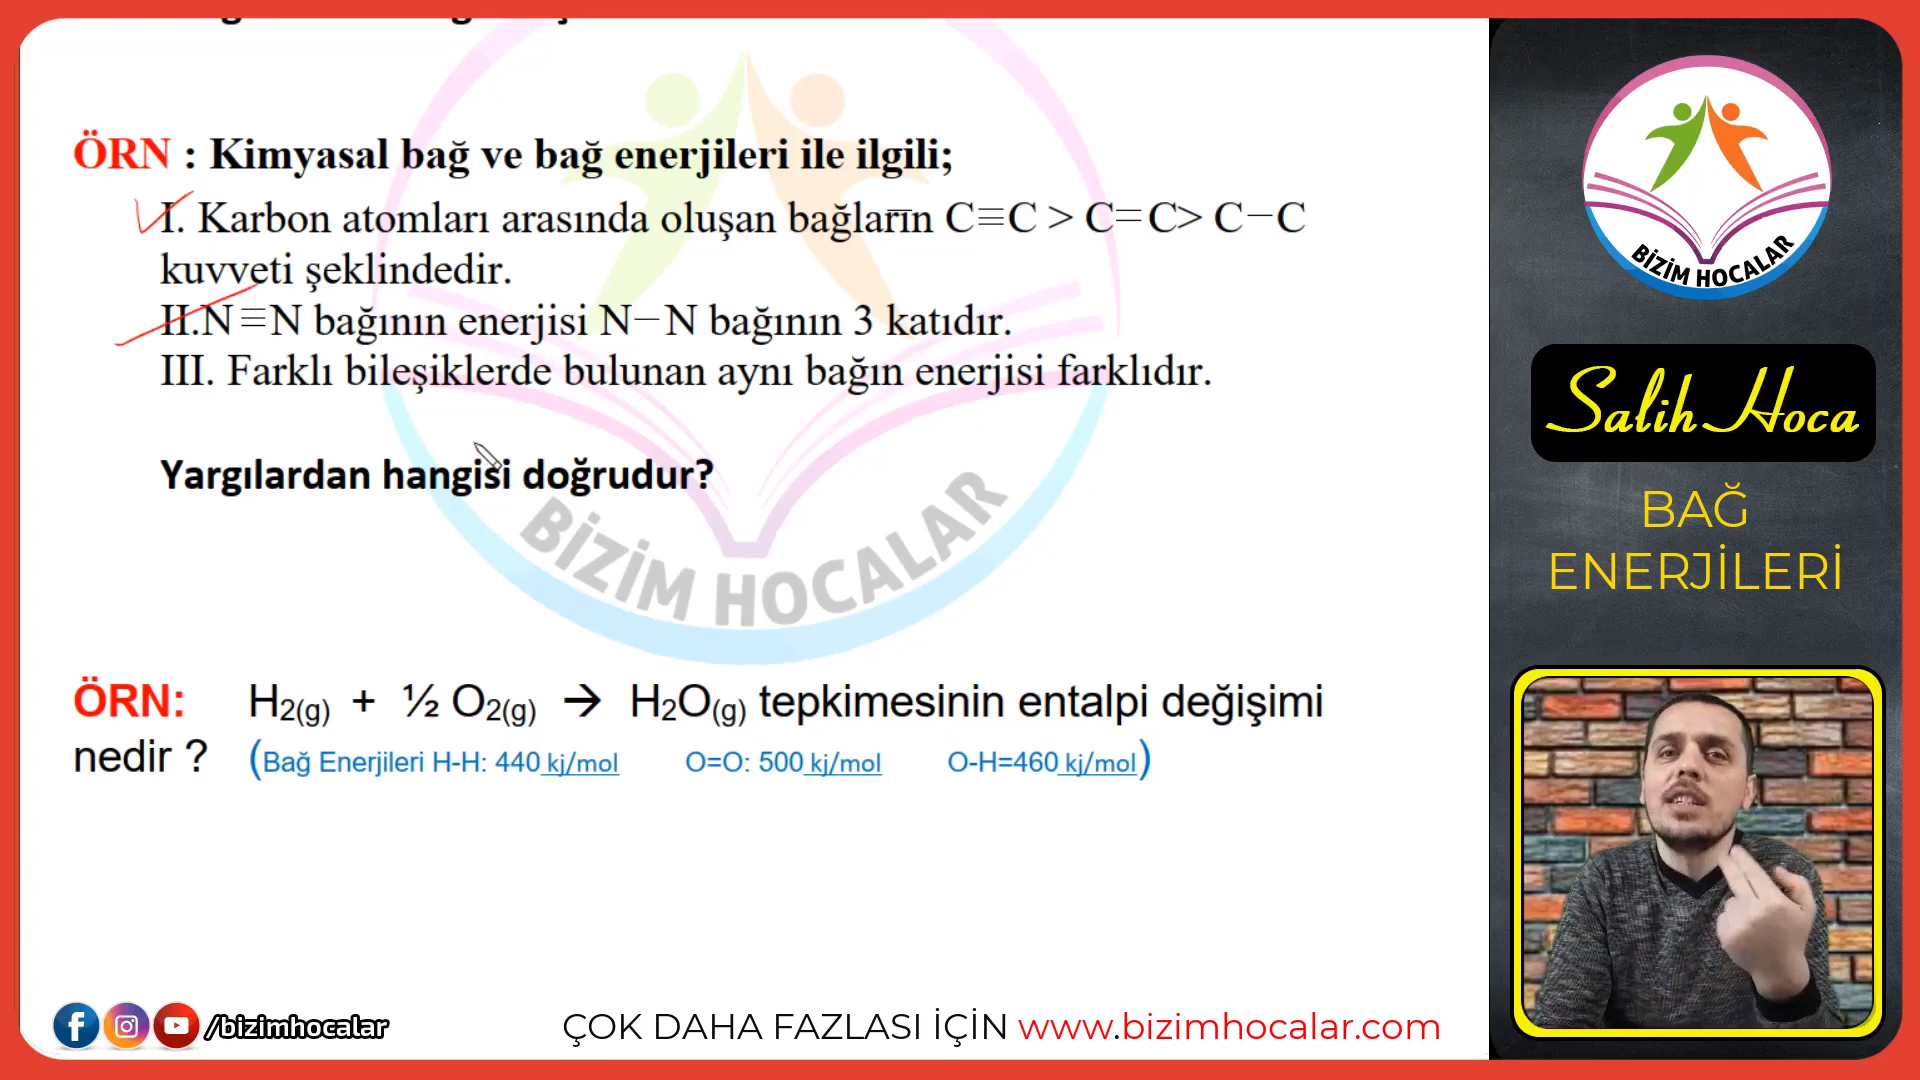 ÖRN : Kimyasal bağ ve bağ enerjileri ile ilgili;
I. Karbon atomları arasında oluşan bağların C≡C > C=C> C−C
kuvveti şeklindedir.
II.N≡N bağının enerjisi N−N bağının 3 katıdır.
III. Farklı bileşiklerde bulunan aynı bağın enerjisi farklıdır.
Yargılardan hangisi doğrudur?
BİZİM HOCALAR
ÖRN: H2(g) + ½ O2(g) → H2O(g) tepkimesinin entalpi değişimi
nedir ? (Bağ Enerjileri H-H: 440 kj/mol O=O: 500 kj/mol O-H=460 kj/mol)
/bizimhocalar
ÇOK DAHA FAZLASI İÇİN www.bizimhocalar.com
BİZİM HOCALAR
Salih Hoca
BAĞ
ENERJİLERİ